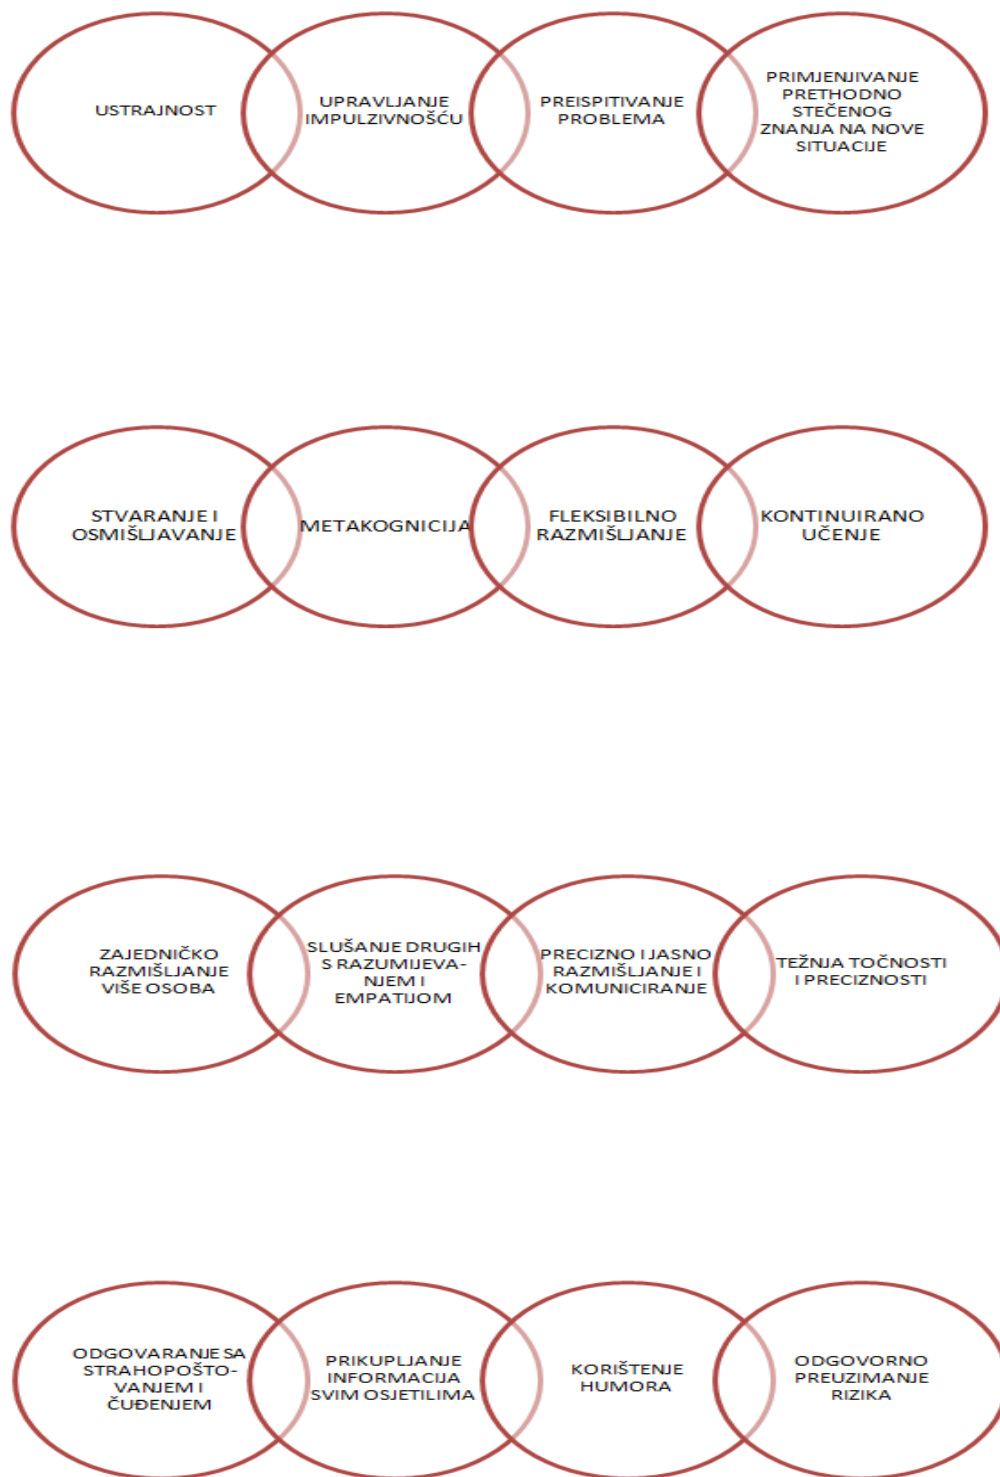 USTRAJNOST
UPRAVLJANJE
IMPULZIVNOŠĆU
PREISPITIVANJE
PROBLEMA
PRIMJENJIVANJE
PRETHODNO
STEČENOG
ZNANJA NA NOVE
SITUACIJE
STVARANJE I
OSMIŠLJAVANJE
METAKOGNICIJA
FLEKSIBILNO
RAZMIŠLJANJE
KONTINUIRANO
UČENJE
ZAJEDNIČKO
RAZMIŠLJANJE
VIŠE OSOBA
SLUŠANJE DRUGIH
S RAZUMIJEVA-
NJEM I
EMPATIJOM
PRECIZNO I JASNO
RAZMIŠLJANJE I
KOMUNICIRANJE
TEŽNJA TOČNOSTI
I PRECIZNOSTI
ODGOVARANJE SA
STRAHOPOŠTO-
VANJEM I
ČUĐENJEM
PRIKUPLJANJE
INFORMACIJA
SVIM OSJETILIMA
KORIŠTENJE
HUMORA
ODGOVORNO
PREUZIMANJE
RIZIKA